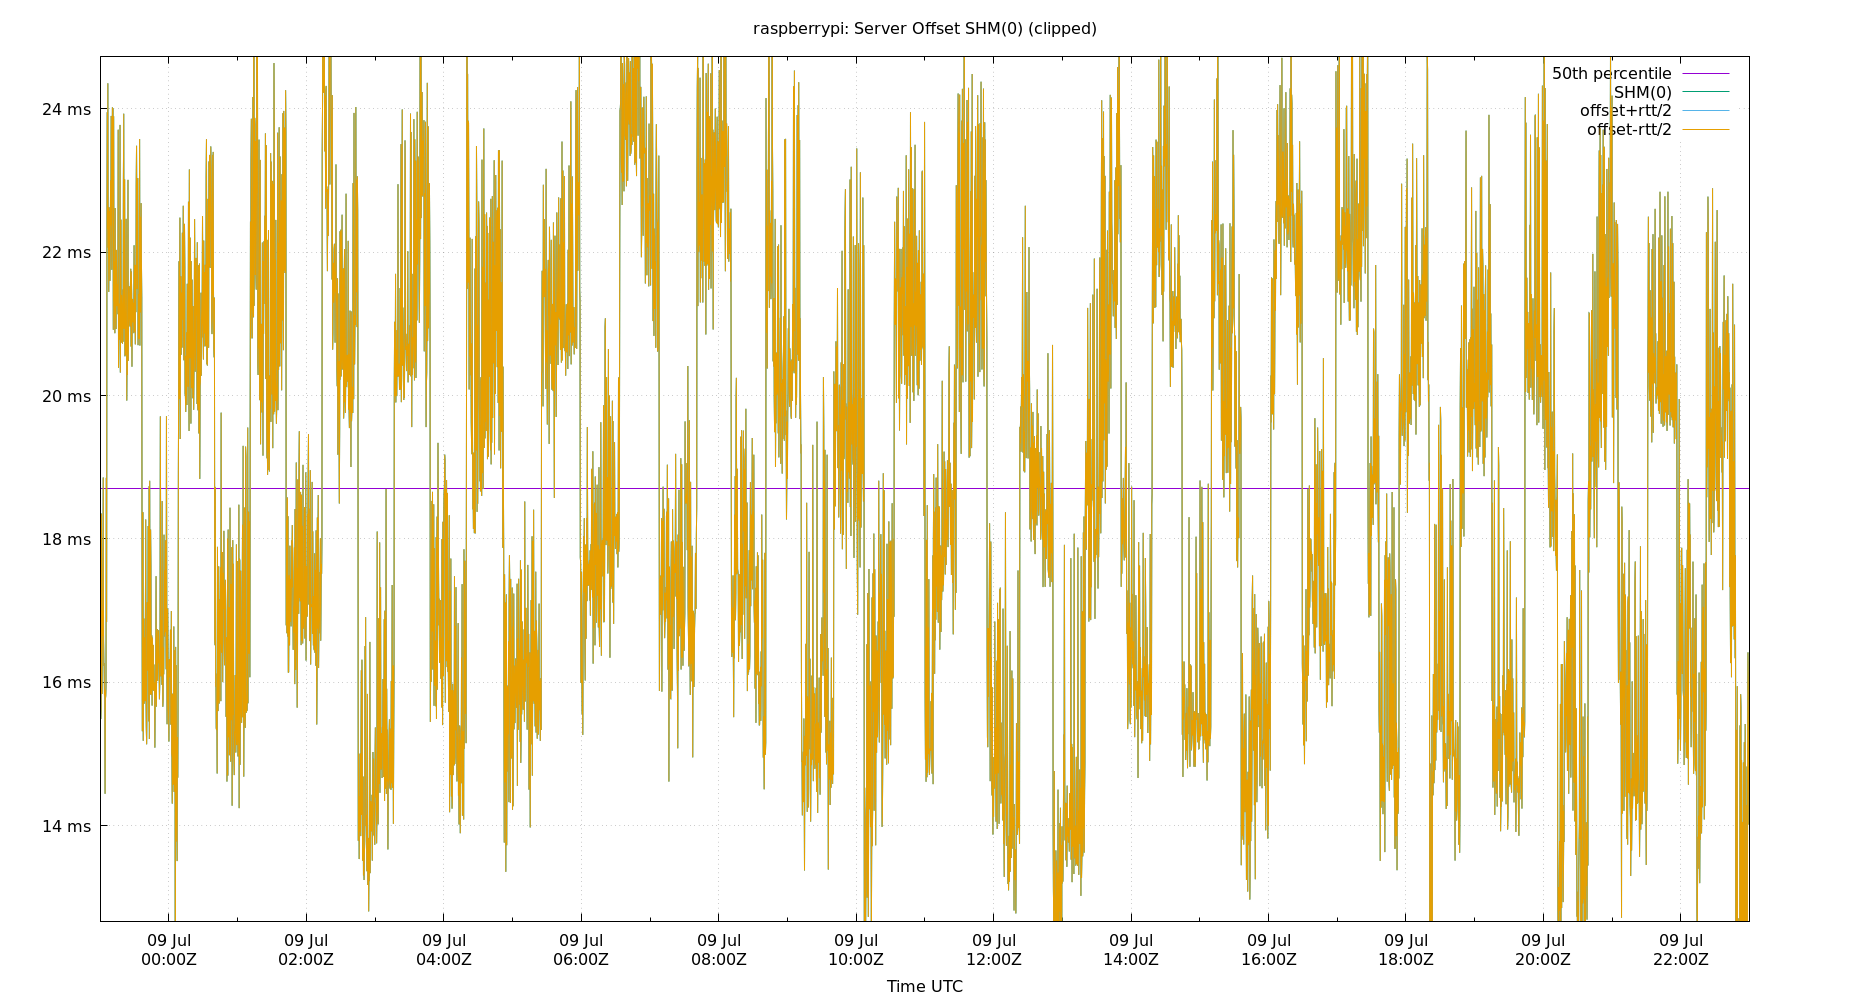 raspberrypi: Server Offset SHM(0) (clipped)
50th percentile
SHM(0)
offset+rtt/2
offset-rtt/2
24 ms
22 ms
20 ms
18 ms
16 ms
14 ms
09 Jul 09 Jul 09 Jul 09 Jul 09 Jul 09 Jul 09 Jul 09 Jul 09 Jul 09 Jul 09 Jul 09 Jul
00:00Z 02:00Z 04:00Z 06:00Z 08:00Z 10:00Z 12:00Z 14:00Z 16:00Z 18:00Z 20:00Z 22:00Z
Time UTC